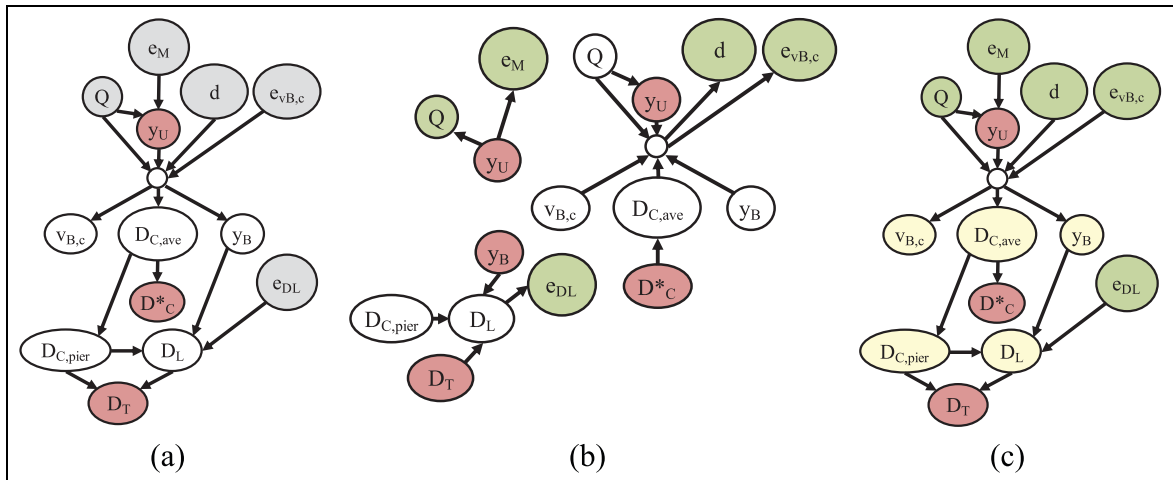 e_M
Q
d
e_vB,c
y_U
v_B,c
D_C,ave
y_B
D*_C
e_DL
D_C,pier
D_L
D_T
(a)
e_M
Q
y_U
Q
d
e_vB,c
y_U
v_B,c
D_C,ave
y_B
D*_C
y_B
e_DL
D_C,pier
D_L
D_T
(b)
e_M
Q
d
e_vB,c
y_U
v_B,c
D_C,ave
y_B
D*_C
e_DL
D_C,pier
D_L
D_T
(c)